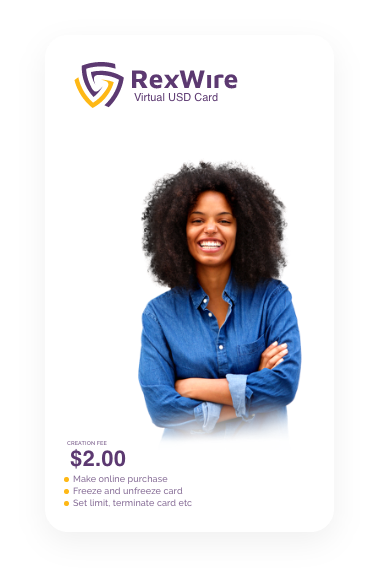 RexWire
Virtual USD Card
CREATION FEE
$2.00
Make online purchase
Freeze and unfreeze card
Set limit, terminate card etc